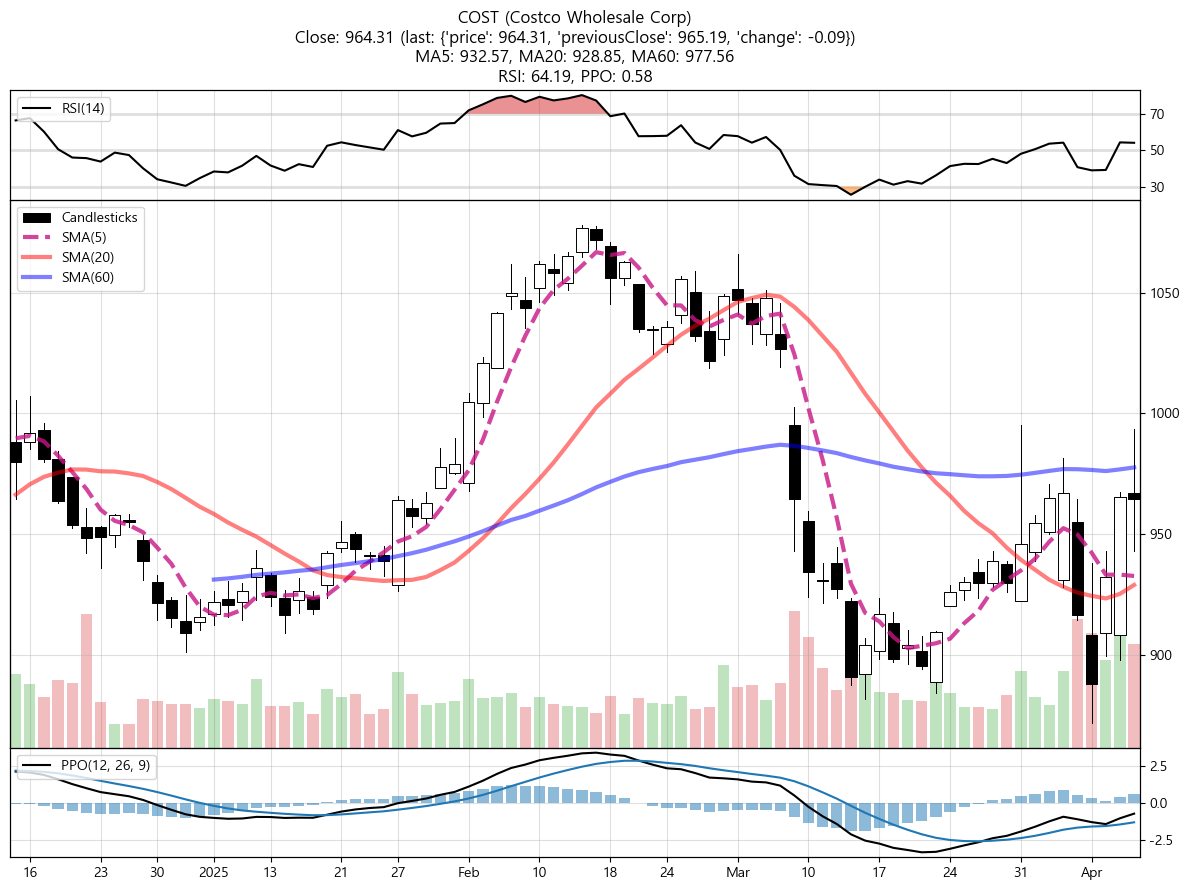 COST (Costco Wholesale Corp)
Close: 964.31 (last: {'price': 964.31, 'previousClose': 965.19, 'change': -0.09})
MA5: 932.57, MA20: 928.85, MA60: 977.56
RSI: 64.19, PPO: 0.58
RSI(14)
70
50
30
Candlesticks
SMA(5)
SMA(20)
SMA(60)
1050
1000
950
900
PPO(12, 26, 9)
2.5
0.0
−2.5
16 23 30 2025 13 21 27 Feb 10 18 24 Mar 10 17 24 31 Apr